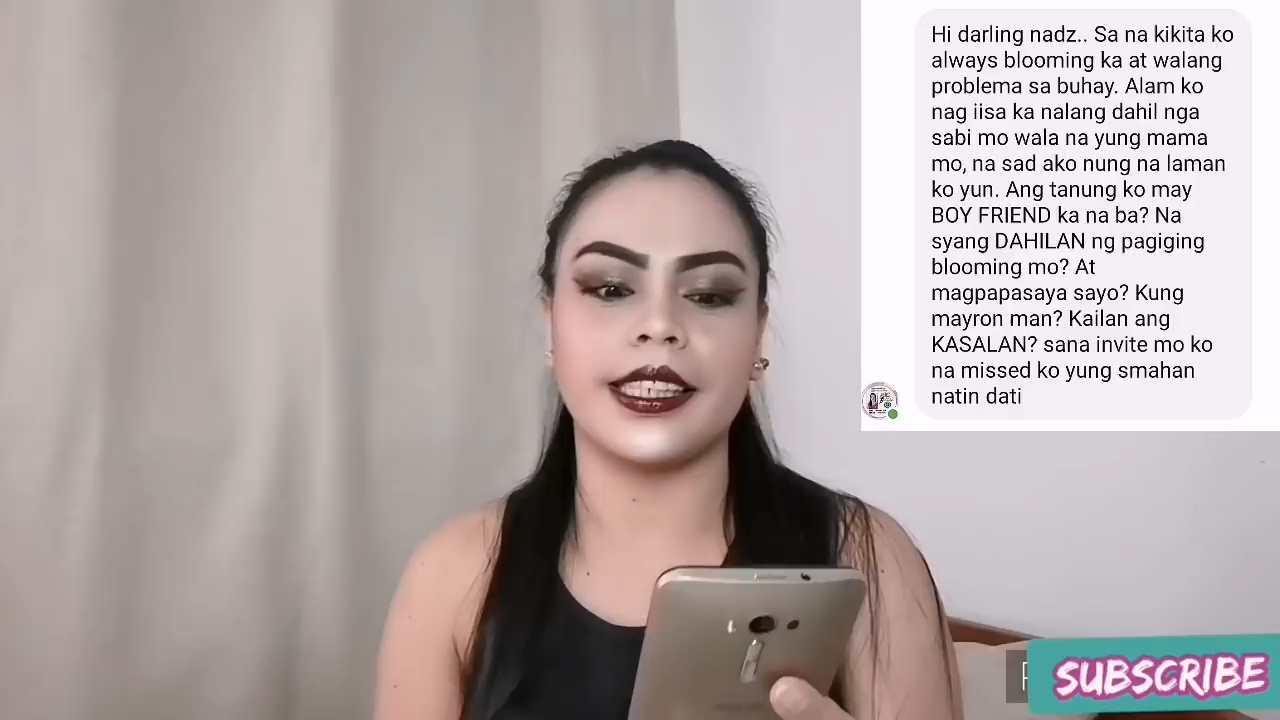 Hi darling nadz.. Sa na kikita ko
always blooming ka at walang
problema sa buhay. Alam ko
nag iisa ka nalang dahil nga
sabi mo wala na yung mama
mo, na sad ako nung na laman
ko yun. Ang tanung ko may
BOY FRIEND ka na ba? Na
syang DAHILAN ng pagiging
blooming mo? At
magpapasaya sayo? Kung
mayron man? Kailan ang
KASALAN? sana invite mo ko
na missed ko yung smahan
natin dati
SUBSCRIBE